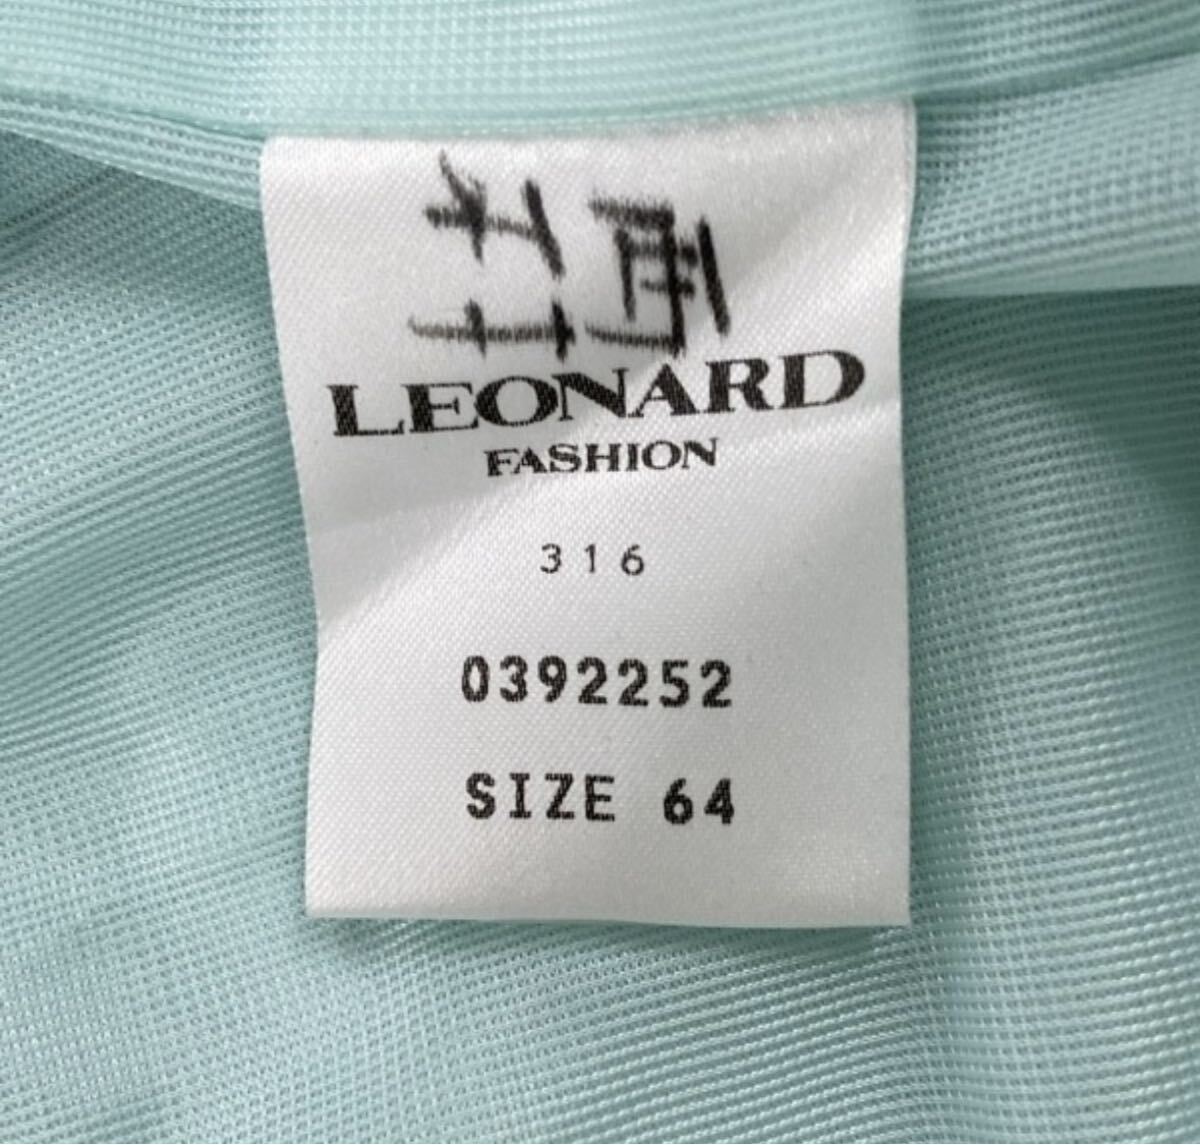 LEONARD
FASHION
316
0392252
SIZE 64